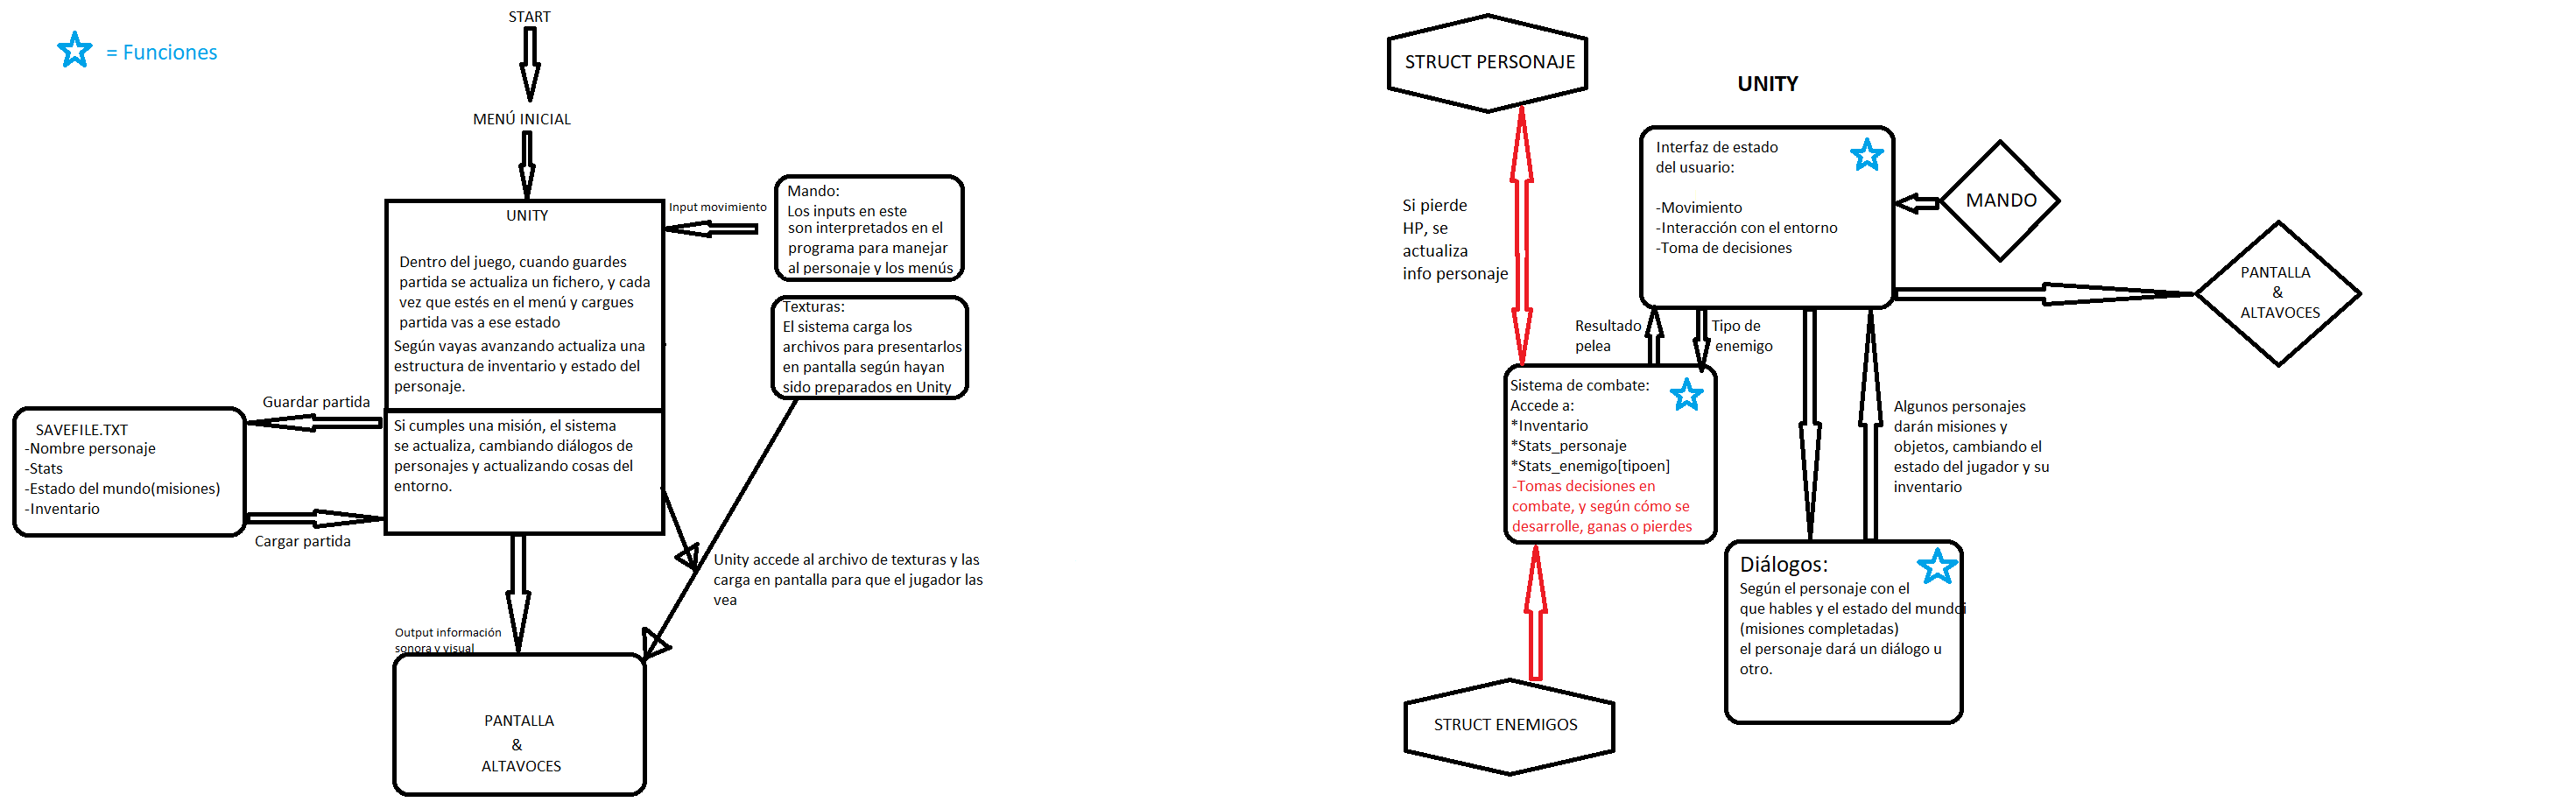 = Funciones
START
MENÚ INICIAL
UNITY
Dentro del juego, cuando guardes
partida se actualiza un fichero, y cada
vez que estés en el menú y cargues
partida vas a ese estado
Según vayas avanzando actualiza una
estructura de inventario y estado del
personaje.
Si cumples una misión, el sistema
se actualiza, cambiando diálogos de
personajes y actualizando cosas del
entorno.
Input movimiento
Mando:
Los inputs en este
son interpretados en el
programa para manejar
al personaje y los menús
Texturas:
El sistema carga los
archivos para presentarlos
en pantalla según hayan
sido preparados en Unity
Guardar partida
SAVEFILE.TXT
-Nombre personaje
-Stats
-Estado del mundo(misiones)
-Inventario
Cargar partida
Unity accede al archivo de texturas y las
carga en pantalla para que el jugador las
vea
Output información
sonora y visual
PANTALLA
&
ALTAVOCES
STRUCT PERSONAJE
UNITY
Interfaz de estado
del usuario:
-Movimiento
-Interacción con el entorno
-Toma de decisiones
MANDO
PANTALLA
&
ALTAVOCES
Si pierde
HP, se
actualiza
info personaje
Resultado
pelea
Tipo de
enemigo
Sistema de combate:
Accede a:
*Inventario
*Stats_personaje
*Stats_enemigo[tipoen]
-Tomas decisiones en
combate, y según cómo se
desarrolle, ganas o pierdes
Algunos personajes
darán misiones y
objetos, cambiando el
estado del jugador y su
inventario
Diálogos:
Según el personaje con el
que hables y el estado del mundoi
(misiones completadas)
el personaje dará un diálogo u
otro.
STRUCT ENEMIGOS